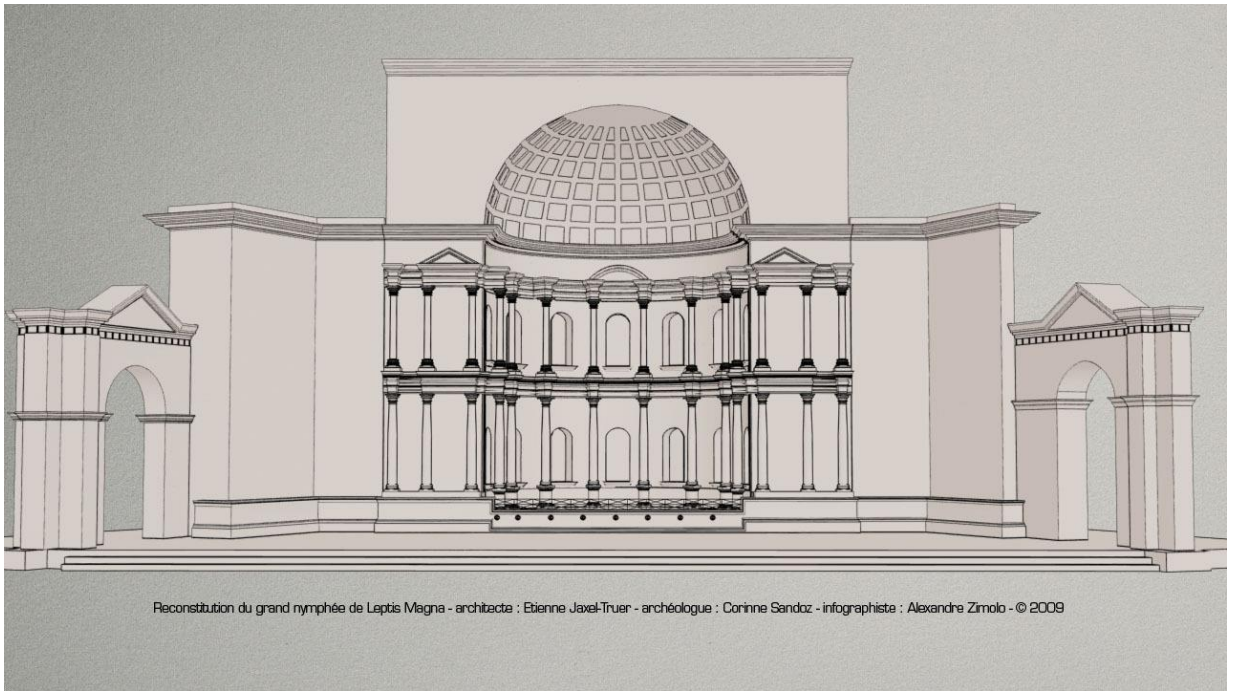 Reconstitution du grand nymphée de Leptis Magna - architecte : Etienne Jaxel-Truer - archéologue : Corinne Sandoz - infographiste : Alexandre Zimolo - © 2009